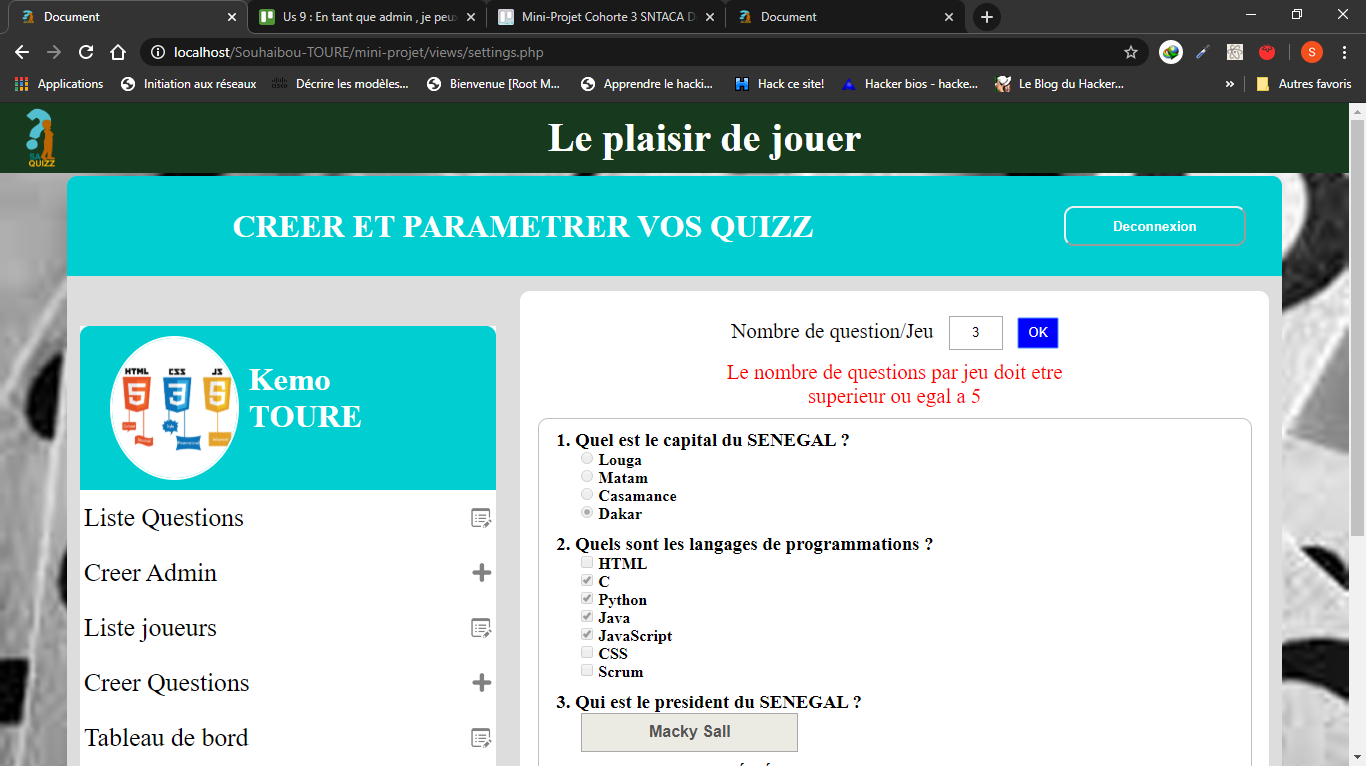 Document
Us 9 : En tant que admin , je peux
Mini-Projet Cohorte 3 SNTACA D
Document
localhost/Souhaibou-TOURE/mini-projet/views/settings.php
S
Applications
Initiation aux réseaux
Décrire les modèles...
Bienvenue [Root M...
Apprendre le hacki...
Hack ce site!
Hacker bios - hacke...
Le Blog du Hacker...
»
Autres favoris
QUIZZ
Le plaisir de jouer
CREER ET PARAMETRER VOS QUIZZ
Deconnexion
HTML CSS JS
5 3 5
Kemo
TOURE
Liste Questions
Creer Admin
Liste joueurs
Creer Questions
Tableau de bord
Nombre de question/Jeu 3 OK
Le nombre de questions par jeu doit etre
superieur ou egal a 5
1. Quel est le capital du SENEGAL ?
Louga
Matam
Casamance
Dakar
2. Quels sont les langages de programmations ?
HTML
C
Python
Java
JavaScript
CSS
Scrum
3. Qui est le president du SENEGAL ?
Macky Sall